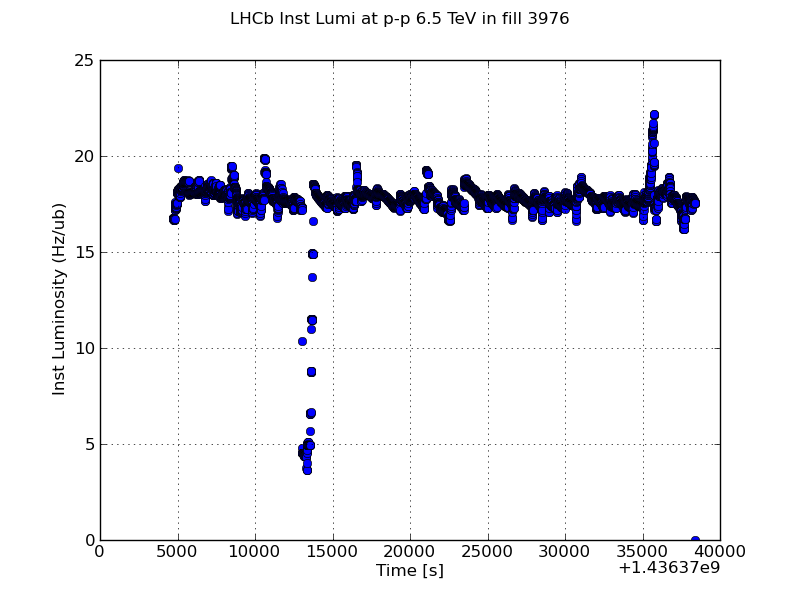 LHCb Inst Lumi at p-p 6.5 TeV in fill 3976
25
20
15
10
5
0
Inst Luminosity (Hz/ub)
0 5000 10000 15000 20000 25000 30000 35000 40000
Time [s]
+1.43637e9